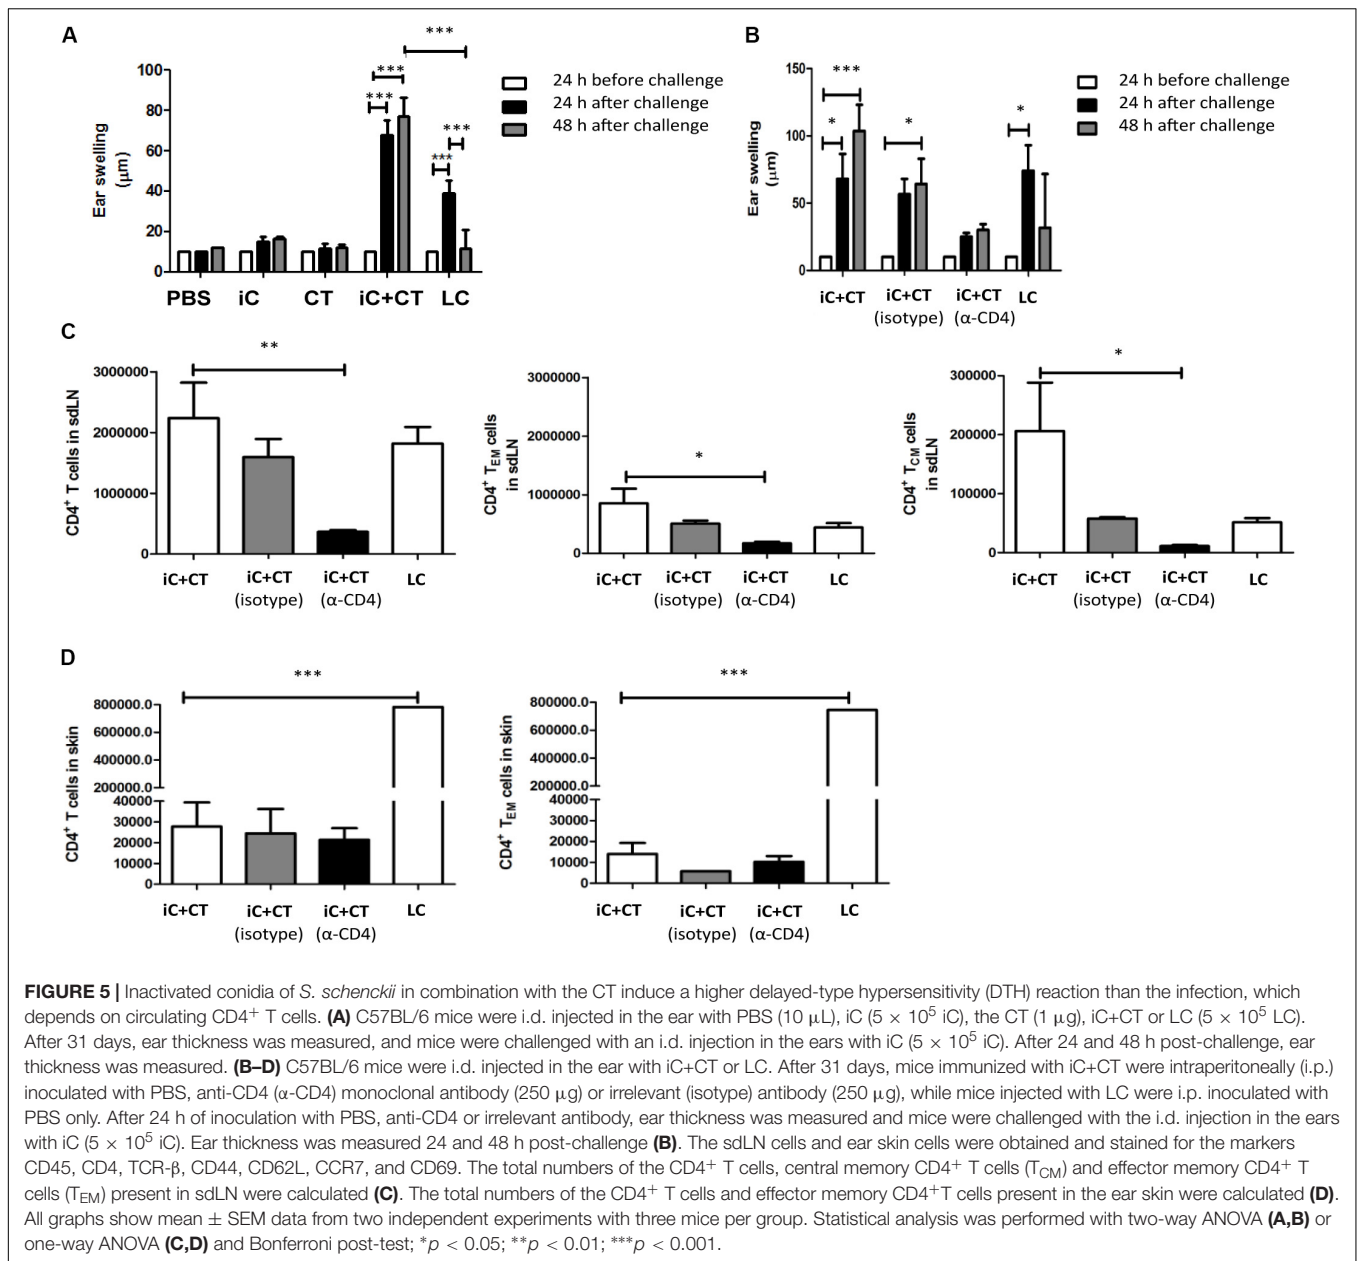 A
***
100
***
***
80
60
***
***
40
20
0
Ear swelling
(μm)
PBS
iC
CT
iC+CT
LC
24 h before challenge
24 h after challenge
48 h after challenge
B
150
***
*
*
*
100
50
0
Ear swelling
(μm)
iC+CT
iC+CT
(isotype)
iC+CT
(α-CD4)
LC
24 h before challenge
24 h after challenge
48 h after challenge
C
**
3000000
2000000
1000000
0
CD4+ T cells in sdLN
iC+CT
iC+CT
(isotype)
iC+CT
(α-CD4)
LC
3000000
2000000
*
1000000
0
CD4+ TEM cells
in sdLN
iC+CT
iC+CT
(isotype)
iC+CT
(α-CD4)
LC
*
300000
200000
100000
0
CD4+ TCM cells
in sdLN
iC+CT
iC+CT
(isotype)
iC+CT
(α-CD4)
LC
D
***
800000.0
600000.0
400000.0
200000.0
40000
30000
20000
10000
0
CD4+ T cells in skin
iC+CT
iC+CT
(isotype)
iC+CT
(α-CD4)
LC
***
800000.0
600000.0
400000.0
200000.0
40000
30000
20000
10000
0
CD4+ TEM cells in skin
iC+CT
iC+CT
(isotype)
iC+CT
(α-CD4)
LC
FIGURE 5 | Inactivated conidia of S. schenckii in combination with the CT induce a higher delayed-type hypersensitivity (DTH) reaction than the infection, which
depends on circulating CD4+ T cells. (A) C57BL/6 mice were i.d. injected in the ear with PBS (10 μL), iC (5 × 10⁵ iC), the CT (1 μg), iC+CT or LC (5 × 10⁵ LC).
After 31 days, ear thickness was measured, and mice were challenged with an i.d. injection in the ears with iC (5 × 10⁵ iC). After 24 and 48 h post-challenge, ear
thickness was measured. (B–D) C57BL/6 mice were i.d. injected in the ear with iC+CT or LC. After 31 days, mice immunized with iC+CT were intraperitoneally (i.p.)
inoculated with PBS, anti-CD4 (α-CD4) monoclonal antibody (250 μg) or irrelevant (isotype) antibody (250 μg), while mice injected with LC were i.p. inoculated with
PBS only. After 24 h of inoculation with PBS, anti-CD4 or irrelevant antibody, ear thickness was measured and mice were challenged with the i.d. injection in the ears
with iC (5 × 10⁵ iC). Ear thickness was measured 24 and 48 h post-challenge (B). The sdLN cells and ear skin cells were obtained and stained for the markers
CD45, CD4, TCR-β, CD44, CD62L, CCR7, and CD69. The total numbers of the CD4+ T cells, central memory CD4+ T cells (TCM) and effector memory CD4+ T
cells (TEM) present in sdLN were calculated (C). The total numbers of the CD4+ T cells and effector memory CD4+T cells present in the ear skin were calculated (D).
All graphs show mean ± SEM data from two independent experiments with three mice per group. Statistical analysis was performed with two-way ANOVA (A,B) or
one-way ANOVA (C,D) and Bonferroni post-test; *p < 0.05; **p < 0.01; ***p < 0.001.